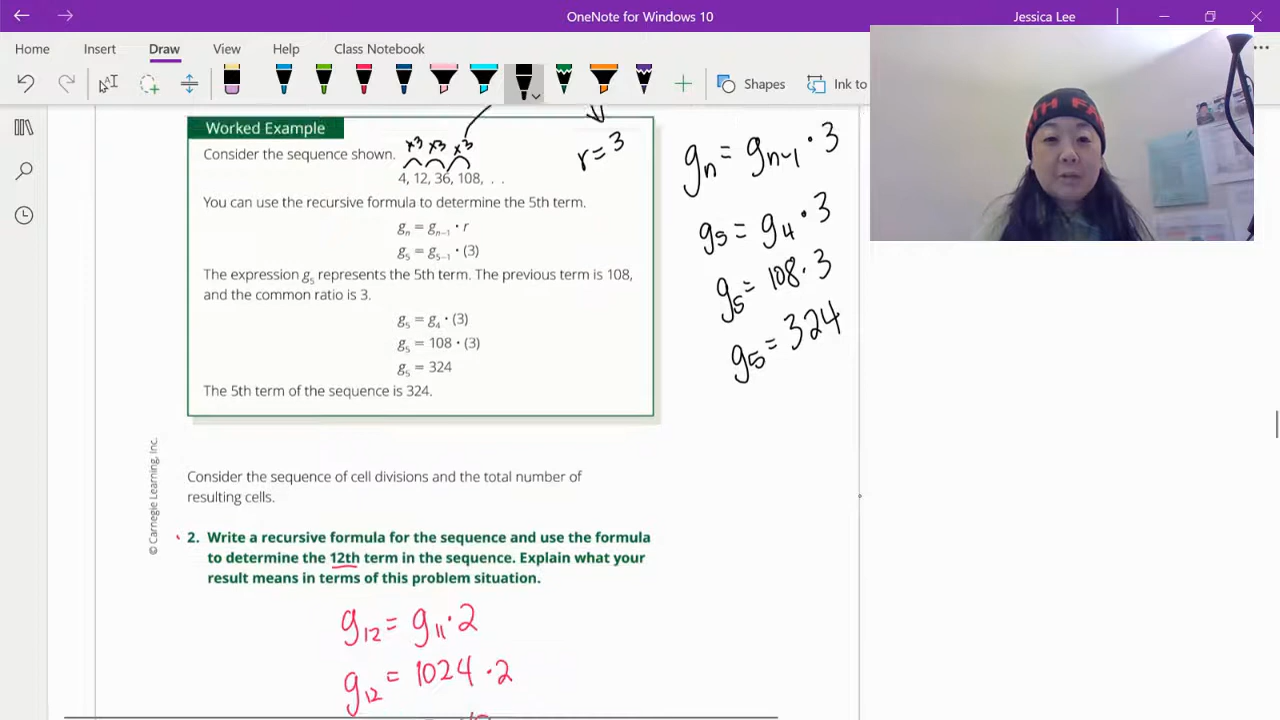 OneNote for Windows 10
Jessica Lee
Home Insert Draw View Help Class Notebook
Shapes
Ink to
Worked Example
Consider the sequence shown.
x3 x3 x3
4, 12, 36, 108, . .
r = 3
You can use the recursive formula to determine the 5th term.
gₙ = gₙ₋₁ · r
g₅ = g₅₋₁ · (3)
The expression g₅ represents the 5th term. The previous term is 108,
and the common ratio is 3.
g₅ = g₄ · (3)
g₅ = 108 · (3)
g₅ = 324
The 5th term of the sequence is 324.
gₙ = gₙ₋₁ · 3
g₅ = g₄ · 3
g₅ = 108 · 3
g₅ = 324
© Carnegie Learning, Inc.
Consider the sequence of cell divisions and the total number of
resulting cells.
2. Write a recursive formula for the sequence and use the formula
to determine the 12th term in the sequence. Explain what your
result means in terms of this problem situation.
g₁₂ = g₁₁ · 2
g₁₂ = 1024 · 2